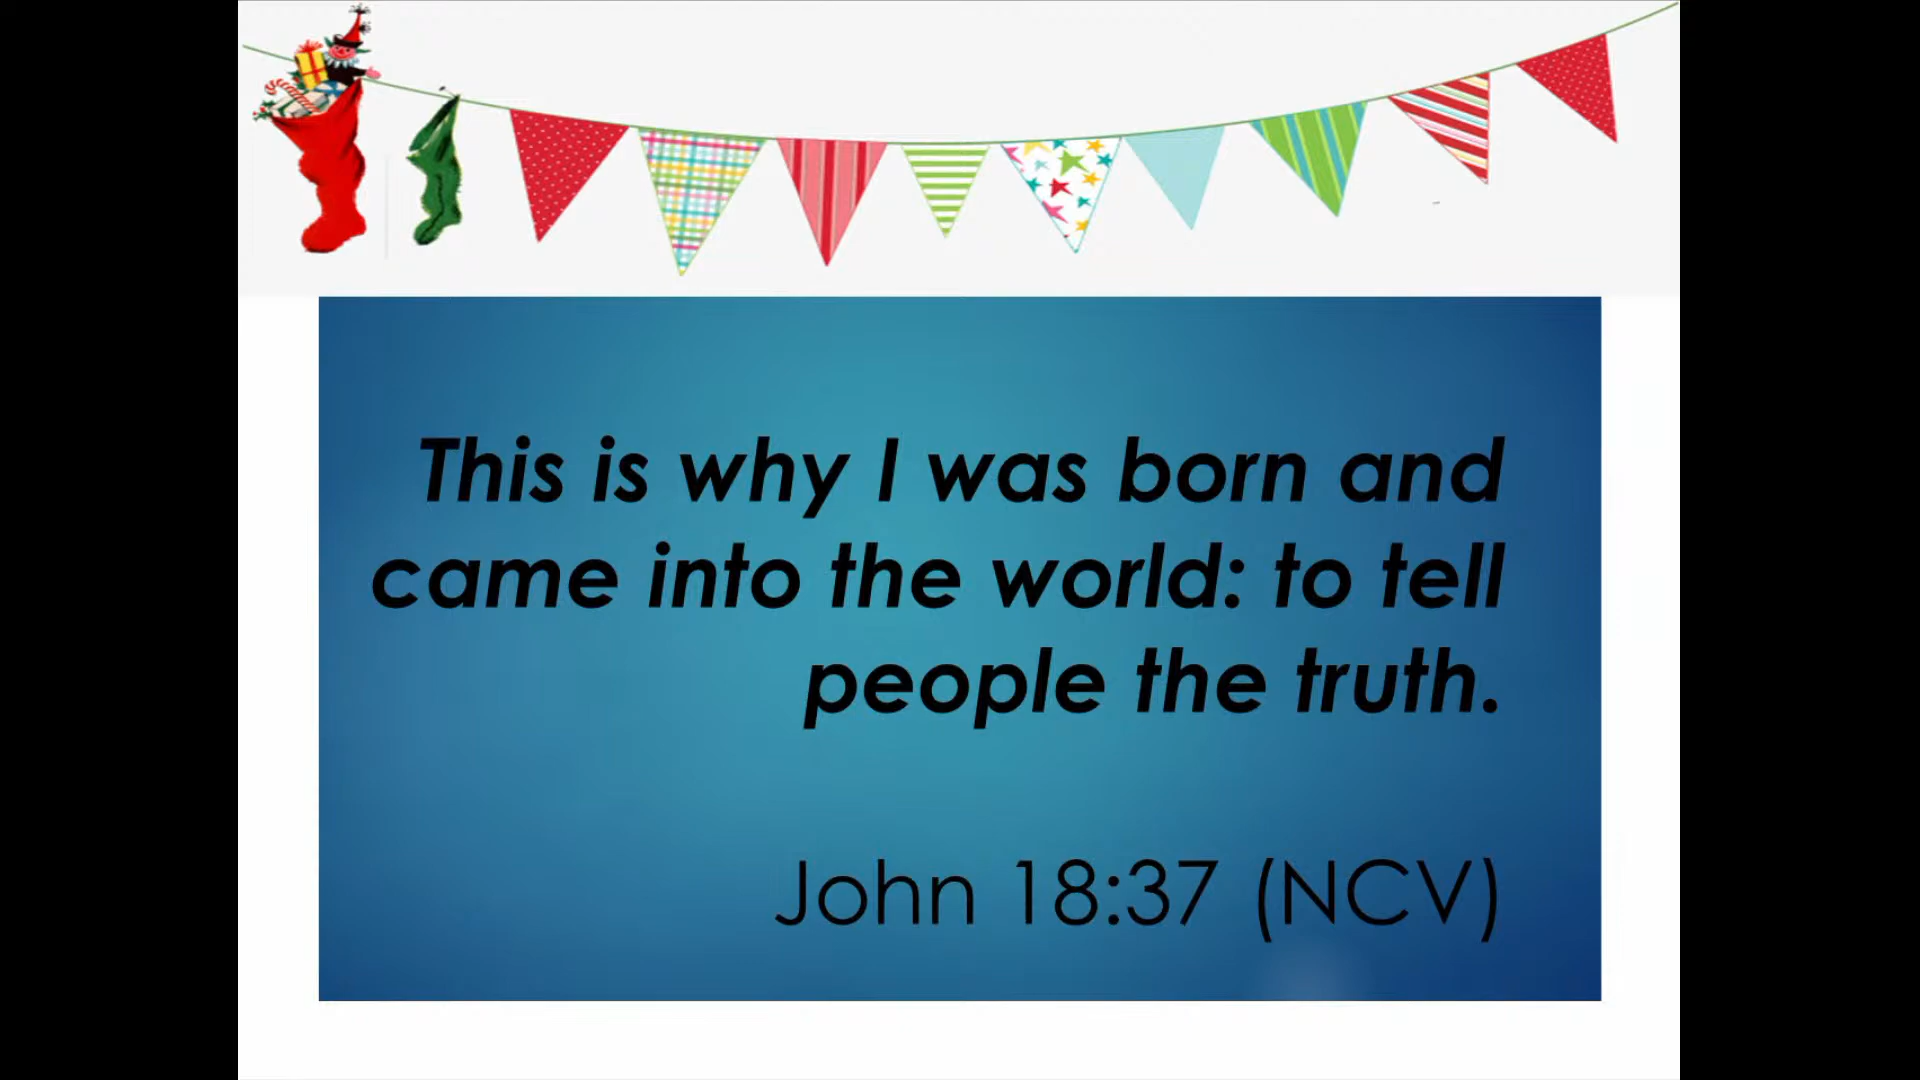 This is why I was born and
came into the world: to tell
people the truth.
John 18:37 (NCV)